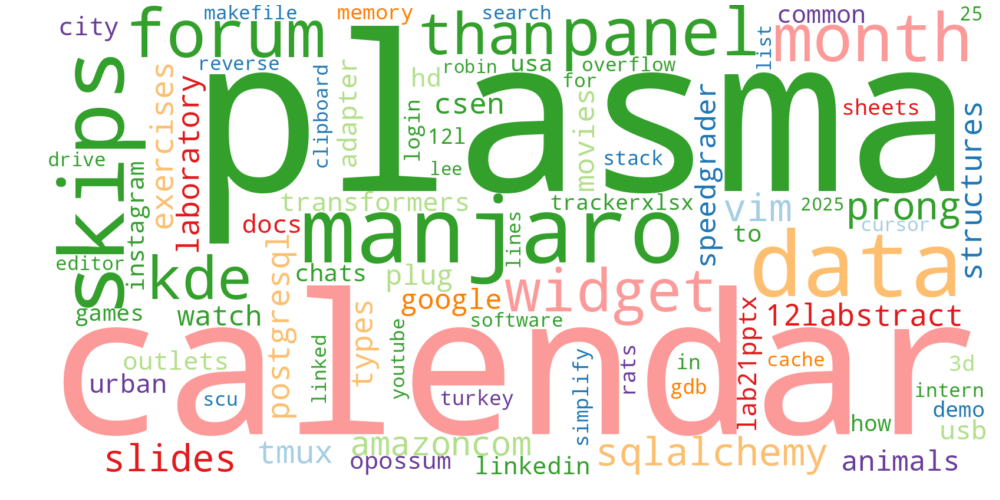 city
makefile
memory
search
common
25
forum
than
panel
month
list
reverse
hd
robin
usa
overflow
for
skips
exercises
laboratory
plasma
clipboard
adapter
login
csen
12l
lee
movies
stack
speedgrader
sheets
structures
drive
instagram
transformers
trackerxlsx
vim
2025
prong
cursor
docs
manjaro
lines
to
editor
kde
postgresql
chats
plug
google
widget
data
games
watch
types
youtube
software
lab21pptx
12labstract
calendar
outlets
urban
scu
linked
turkey
simplify
rats
in
gdb
cache
3d
intern
demo
how
usb
slides
tmux
amazoncom
opossum
linkedin
sqlalchemy
animals